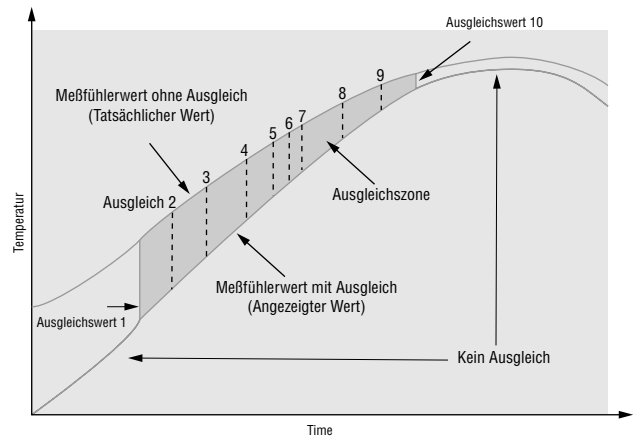 Ausgleichswert 10
9
8
7
6
5
4
3
Ausgleich 2
Meßfühlerwert ohne Ausgleich
(Tatsächlicher Wert)
Ausgleichszone
Temperatur
Meßfühlerwert mit Ausgleich
(Angezeigter Wert)
Ausgleichswert 1
Kein Ausgleich
Time